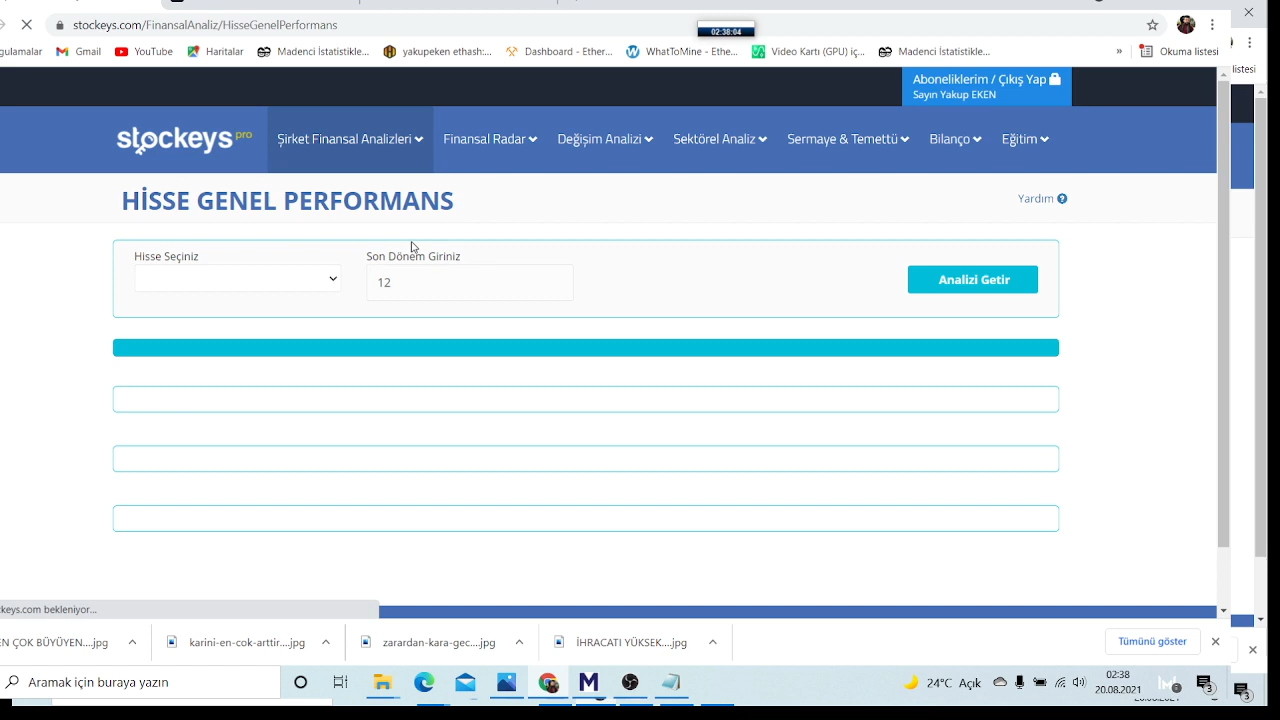 stockeys.com/FinansalAnaliz/HisseGenelPerformans
02:38:04
ygulamalar Gmail YouTube Haritalar Madenci İstatistikle... yakupeken ethash:... Dashboard - Ether... WhatToMine - Ethe... Video Kartı (GPU) iç... Madenci İstatistikle... » Okuma listesi
listesi
Aboneliklerim / Çıkış Yap
Sayın Yakup EKEN
stockeys pro Şirket Finansal Analizleri Finansal Radar Değişim Analizi Sektörel Analiz Sermaye & Temettü Bilanço Eğitim
HİSSE GENEL PERFORMANS
Yardım
Hisse Seçiniz Son Dönem Giriniz
12
Analizi Getir
keys.com bekleniyor...
EN ÇOK BÜYÜYEN....jpg karini-en-cok-arttir....jpg zarardan-kara-gec....jpg İHRACATI YÜKSEK....jpg Tümünü göster
Aramak için buraya yazın
24°C Açık
02:38
20.08.2021
3
3